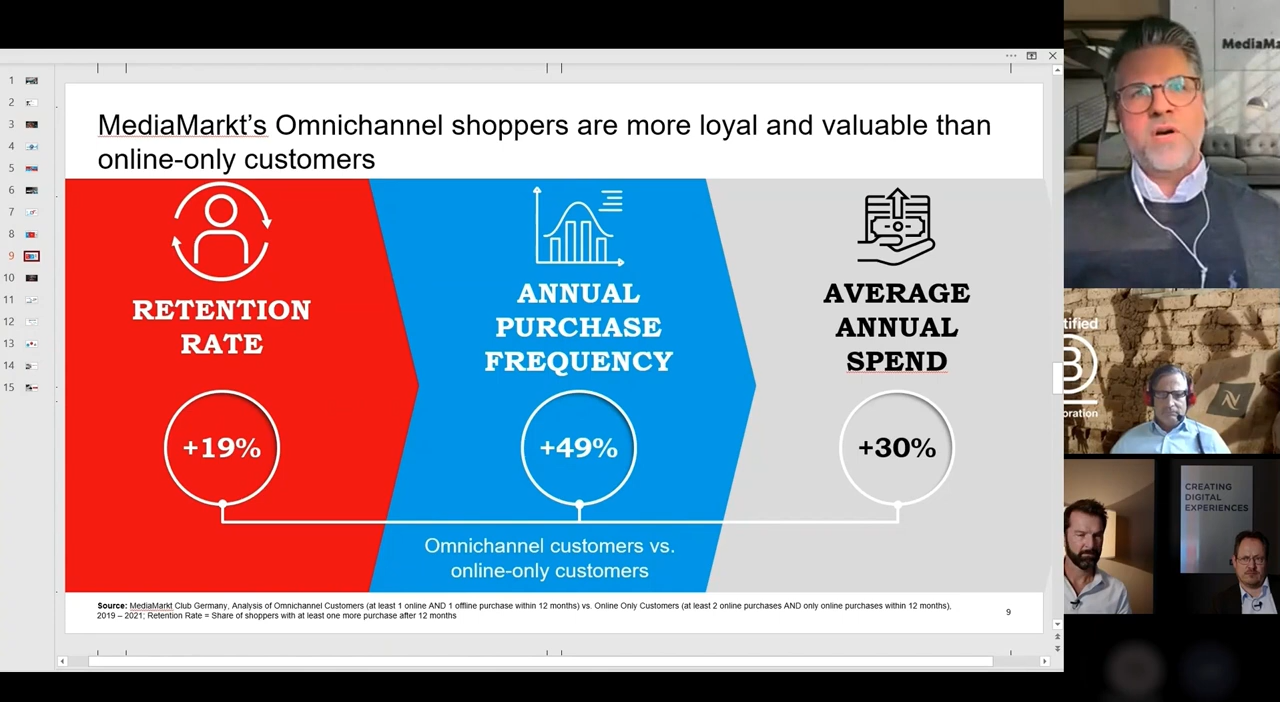 MediaMarkt's Omnichannel shoppers are more loyal and valuable than
online-only customers
RETENTION
RATE
+19%
ANNUAL
PURCHASE
FREQUENCY
+49%
AVERAGE
ANNUAL
SPEND
+30%
Omnichannel customers vs.
online-only customers
Source: MediaMarkt Club Germany, Analysis of Omnichannel Customers (at least 1 online AND 1 offline purchase within 12 months) vs. Online Only Customers (at least 2 online purchases AND only online purchases within 12 months),
2019 – 2021; Retention Rate = Share of shoppers with at least one more purchase after 12 months
9
1
2
3
4
5
6
7
8
9
10
11
12
13
14
15
MediaMa
tified
B
oration
N
CREATING
DIGITAL
EXPERIENCES